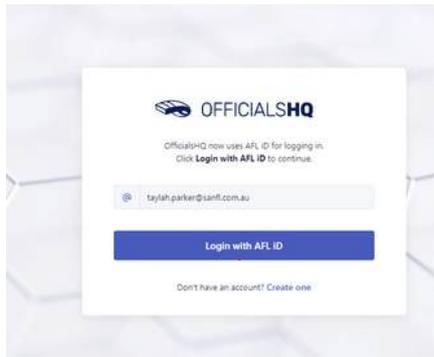 OFFICIALSHQ
OfficialsHQ now uses AFL iD for logging in.
Click Login with AFL iD to continue.
@ taylah.parker@sanfl.com.au
Login with AFL iD
Don't have an account? Create one